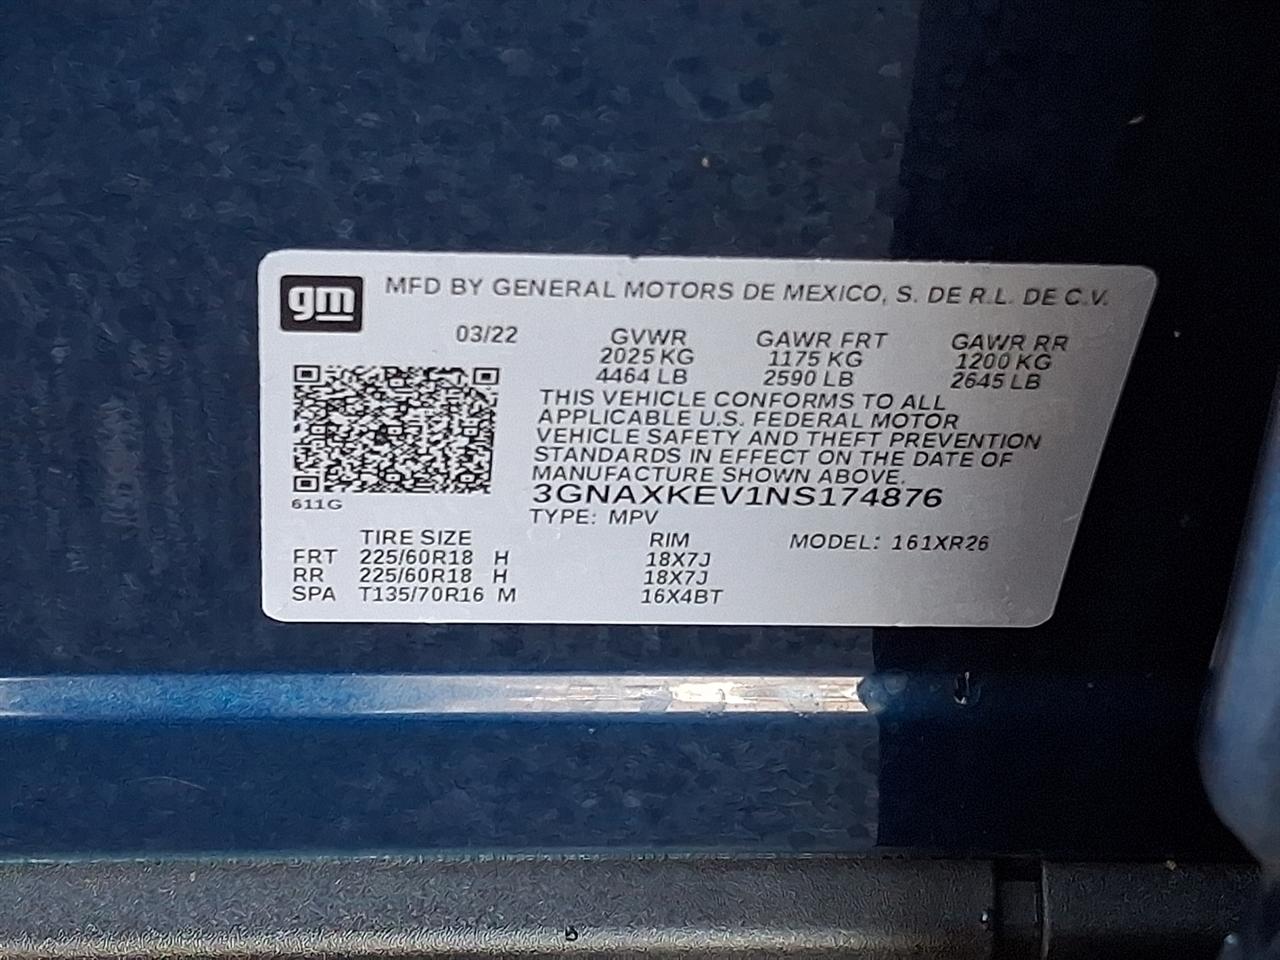 gm MFD BY GENERAL MOTORS DE MEXICO, S. DE R.L. DE C.V.
03/22 GVWR GAWR FRT GAWR RR
2025 KG 1175 KG 1200 KG
4464 LB 2590 LB 2645 LB
THIS VEHICLE CONFORMS TO ALL
APPLICABLE U.S. FEDERAL MOTOR
VEHICLE SAFETY AND THEFT PREVENTION
STANDARDS IN EFFECT ON THE DATE OF
MANUFACTURE SHOWN ABOVE.
3GNAXKEV1NS174876
611G
TYPE: MPV
TIRE SIZE RIM MODEL: 161XR26
FRT 225/60R18 H 18X7J
RR 225/60R18 H 18X7J
SPA T135/70R16 M 16X4BT